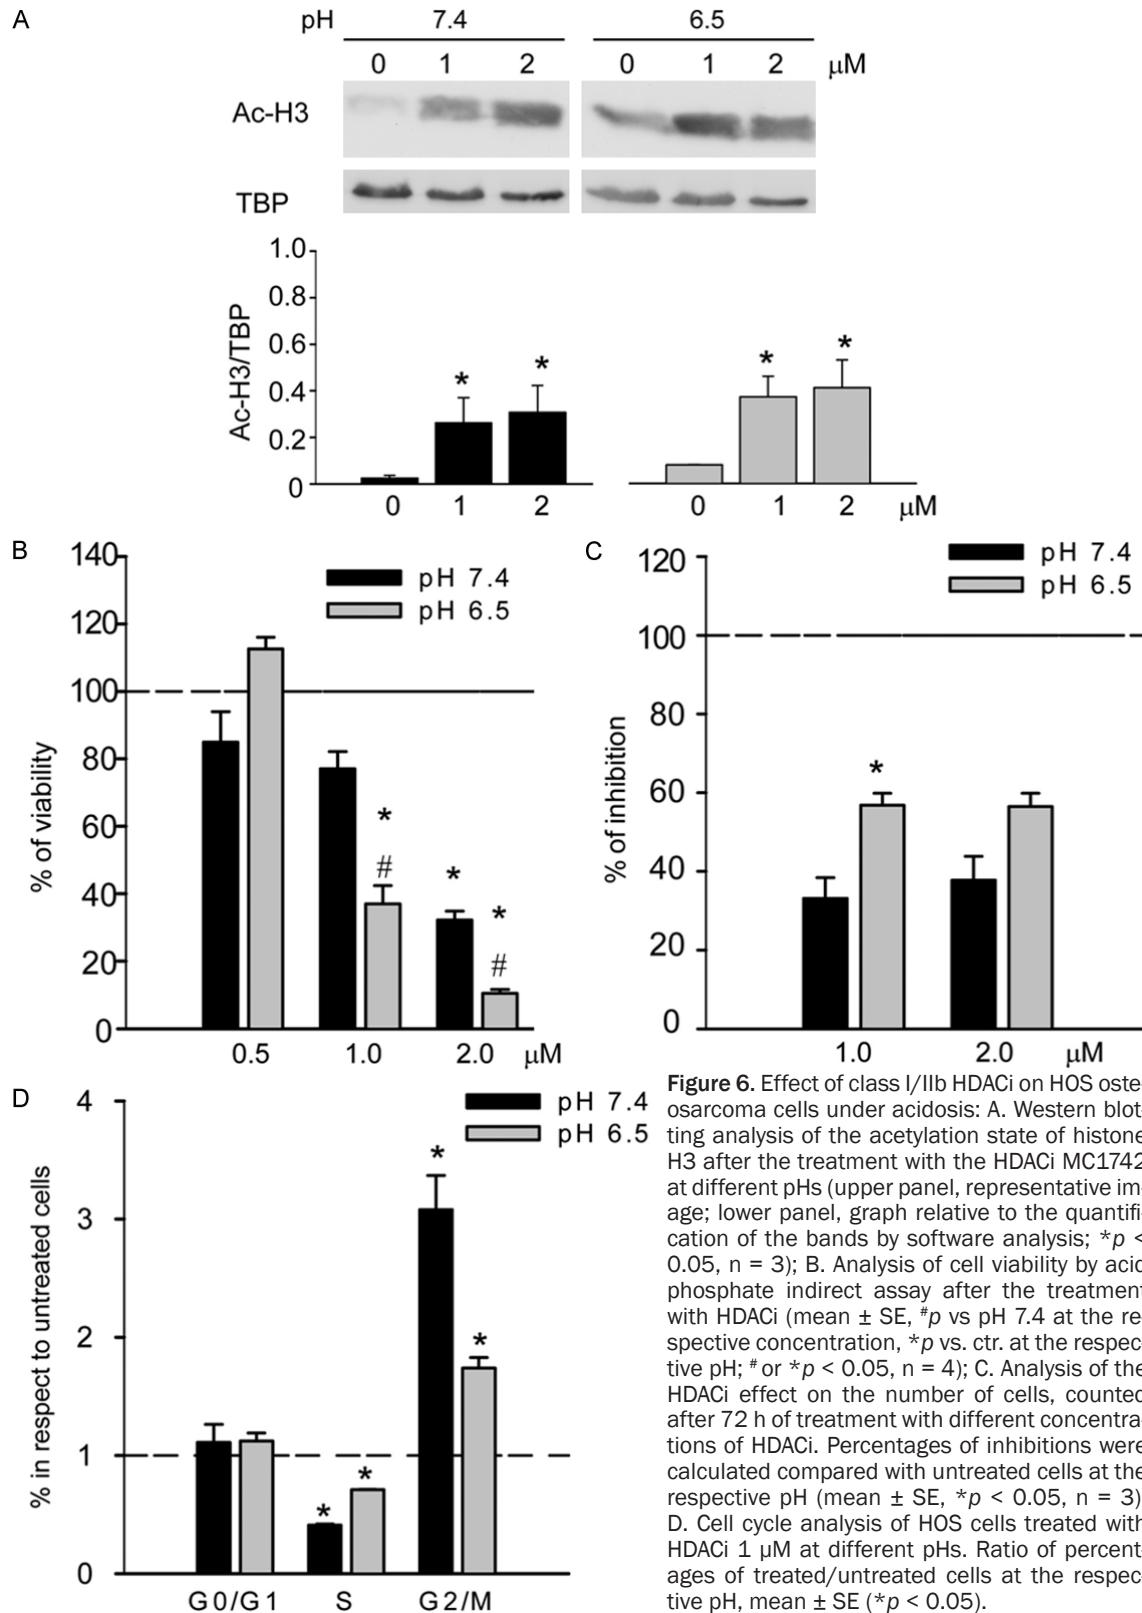 A
pH 7.4 6.5
0 1 2 0 1 2 μM
Ac-H3
TBP
Ac-H3/TBP
1.0
0.8
0.6
0.4
0.2
0
* * * *
0 1 2 0 1 2 μM
B
% of viability
140
120
100
80
60
40
20
0
pH 7.4
pH 6.5
*
#
*
*
#
0.5 1.0 2.0 μM
C
% of inhibition
120
100
80
60
40
20
0
pH 7.4
pH 6.5
*
1.0 2.0 μM
D
% in respect to untreated cells
4
3
2
1
0
pH 7.4
pH 6.5
* * * *
G0/G1 S G2/M
Figure 6. Effect of class I/IIb HDACi on HOS oste-
osarcoma cells under acidosis: A. Western blot-
ting analysis of the acetylation state of histone
H3 after the treatment with the HDACi MC1742
at different pHs (upper panel, representative im-
age; lower panel, graph relative to the quantifi-
cation of the bands by software analysis; *p <
0.05, n = 3); B. Analysis of cell viability by acid
phosphate indirect assay after the treatment
with HDACi (mean ± SE, #p vs pH 7.4 at the re-
spective concentration, *p vs. ctr. at the respec-
tive pH; # or *p < 0.05, n = 4); C. Analysis of the
HDACi effect on the number of cells, counted
after 72 h of treatment with different concentra-
tions of HDACi. Percentages of inhibitions were
calculated compared with untreated cells at the
respective pH (mean ± SE, *p < 0.05, n = 3)
D. Cell cycle analysis of HOS cells treated with
HDACi 1 µM at different pHs. Ratio of percent-
ages of treated/untreated cells at the respec-
tive pH, mean ± SE (*p < 0.05).